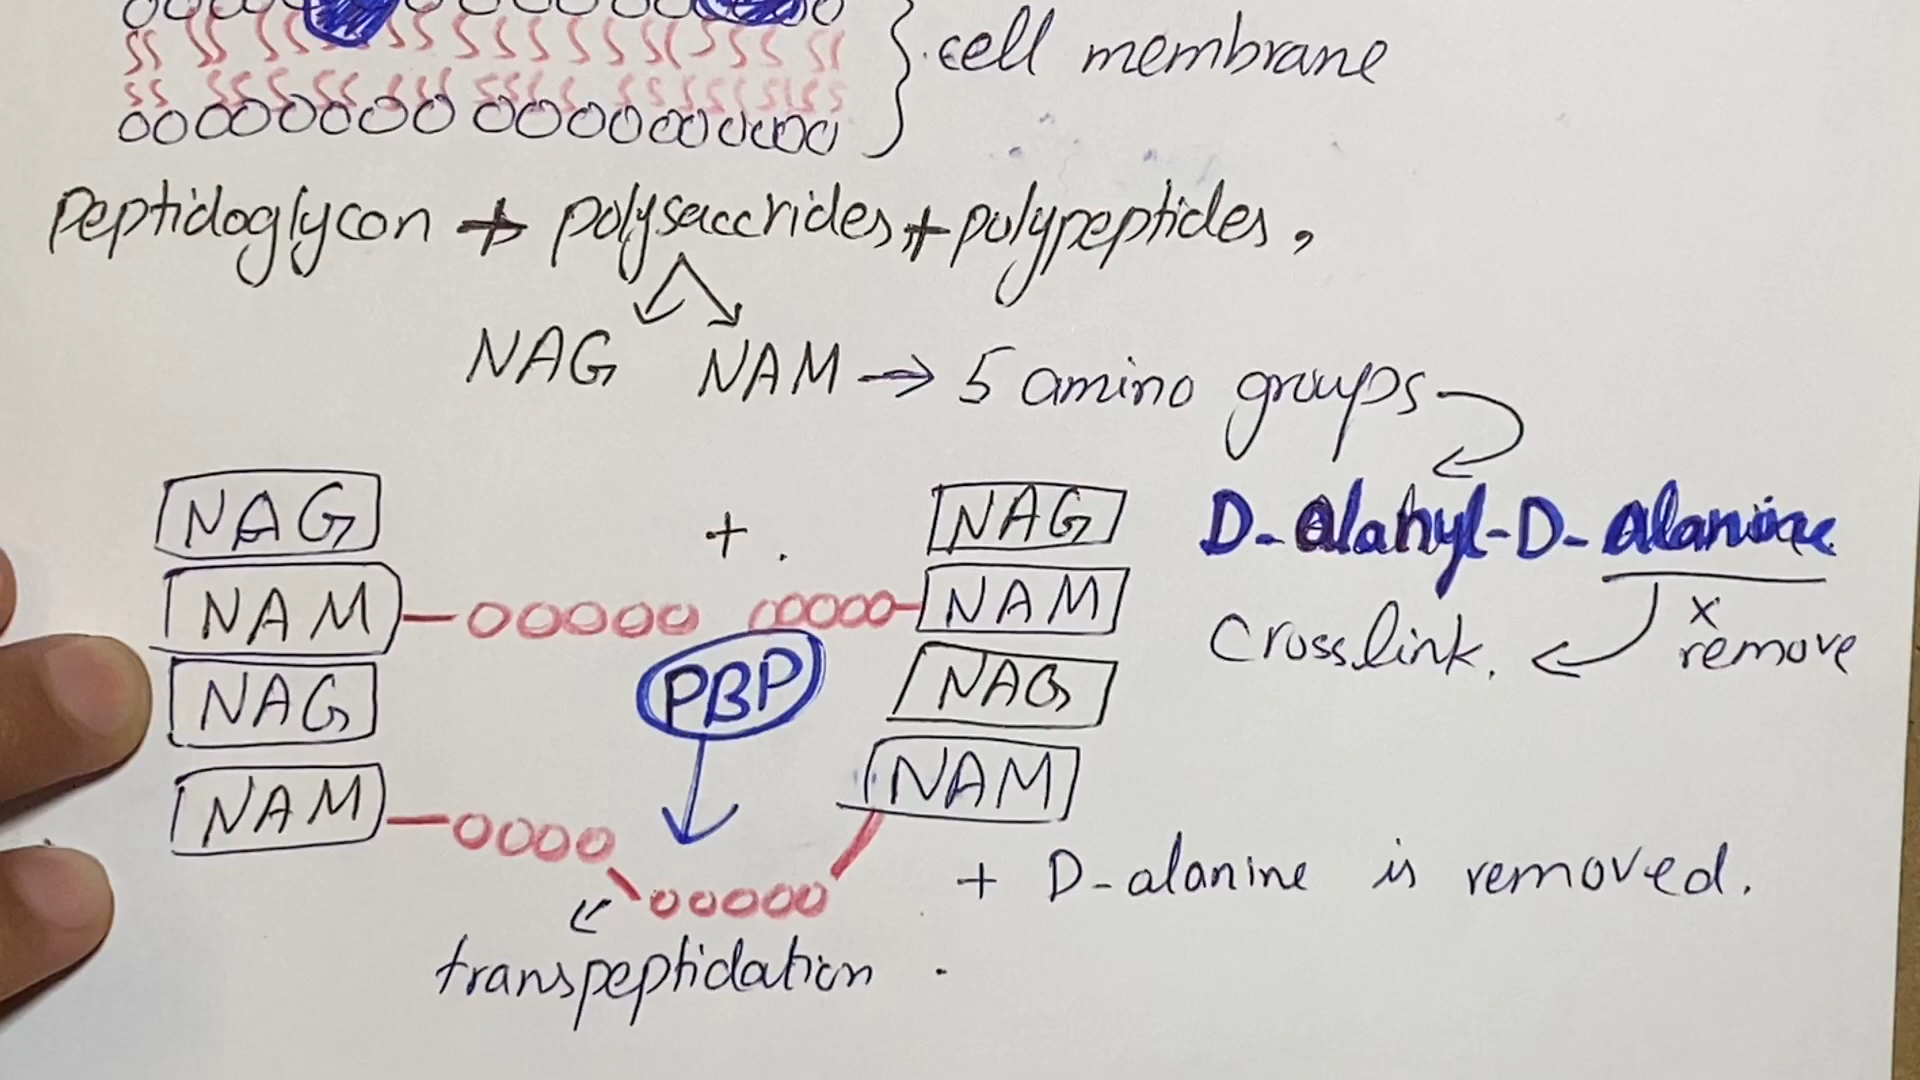 cell membrane
peptidoglycon + polysaccrides + polypeptides,
NAG NAM → 5 amino groups
NAG + . NAG D-alahyl-D-alanine
NAM NAM Crosslink. x remove
PBP
NAG NAG
NAM NAM
+ D-alanine is removed.
transpeptidation .